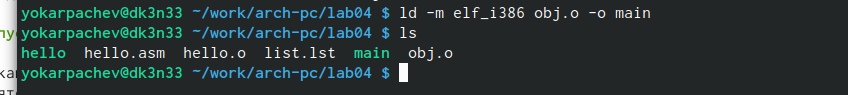 yokarpachev@dk3n33 ~/work/arch-pc/lab04 $ ld -m elf_i386 obj.o -o main
yokarpachev@dk3n33 ~/work/arch-pc/lab04 $ ls
hello  hello.asm  hello.o  list.lst  main  obj.o
yokarpachev@dk3n33 ~/work/arch-pc/lab04 $